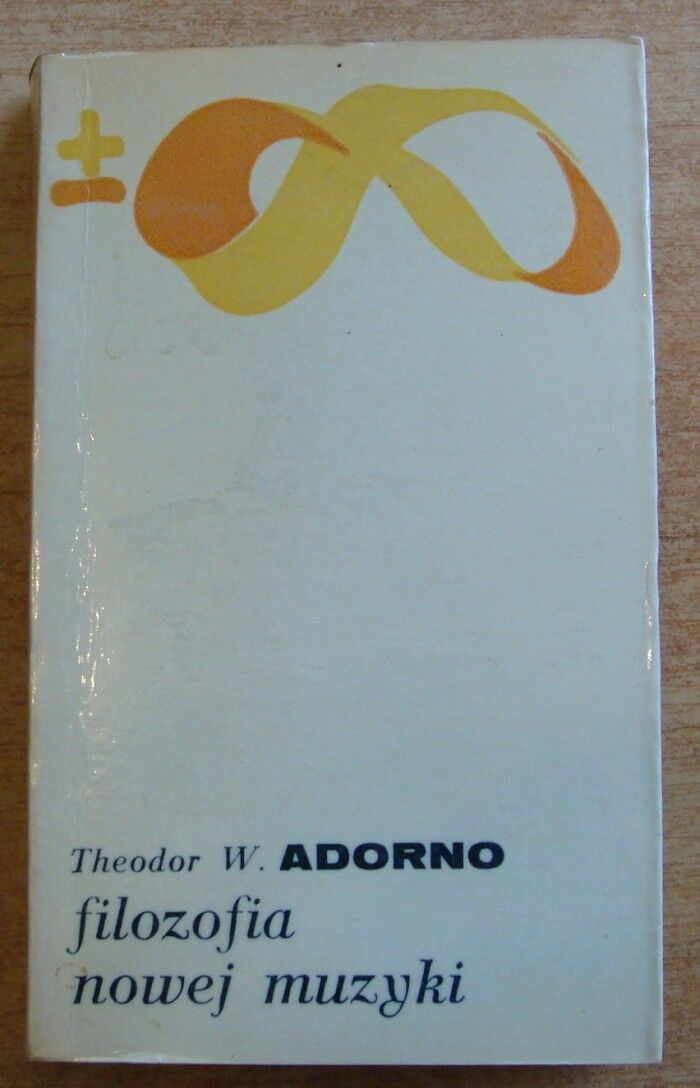 ±∞
Theodor W. ADORNO
filozofia
nowej muzyki